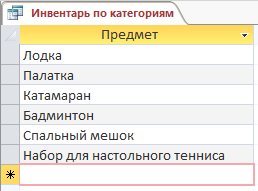 Инвентарь по категориям
Предмет
Лодка
Палатка
Катамаран
Бадминтон
Спальный мешок
Набор для настольного тенниса